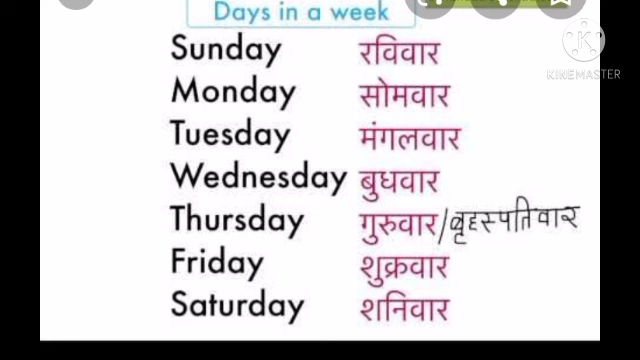 Days in a week
KINEMASTER
Sunday रविवार
Monday सोमवार
Tuesday मंगलवार
Wednesday बुधवार
Thursday गुरुवार/बृहस्पतिवार
Friday शुक्रवार
Saturday शनिवार